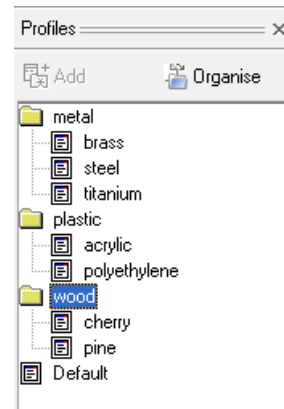 Profiles
Add Organise
metal
brass
steel
titanium
plastic
acrylic
polyethylene
wood
cherry
pine
Default